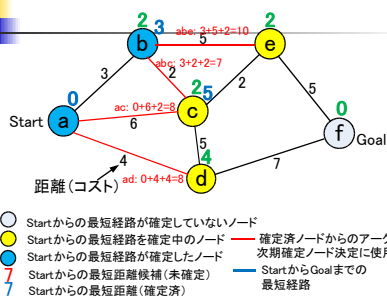 2 3 abe: 3+5+2=10 2
b 5 e
abc: 3+2+2=7
3 2 2 5
0 2 5 0
Start a ac: 0+6+2=8 c f Goal
6
5
4 4 7
距離(コスト) ad: 0+4+4=8 d
Startからの最短経路が確定していないノード
Startからの最短経路を確定中のノード 確定済ノードからのアーク
Startからの最短経路が確定したノード 次期確定ノード決定に使用
7 Startからの最短距離候補(未確定) StartからGoalまでの
7 Startからの最短距離(確定済) 最短経路